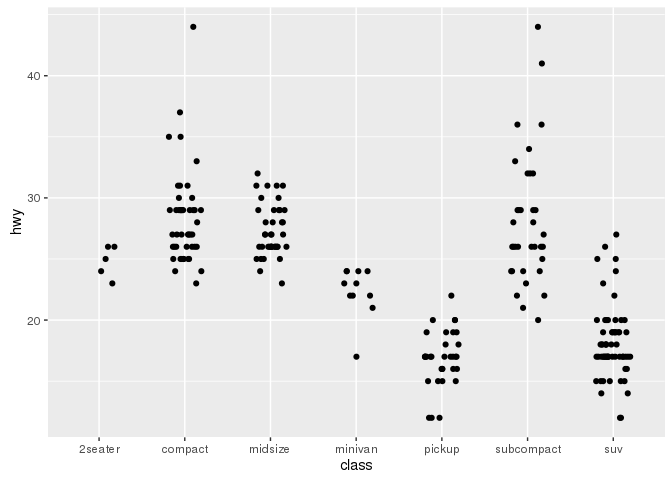 hwy
40
30
20
2seater compact midsize minivan pickup subcompact suv
class